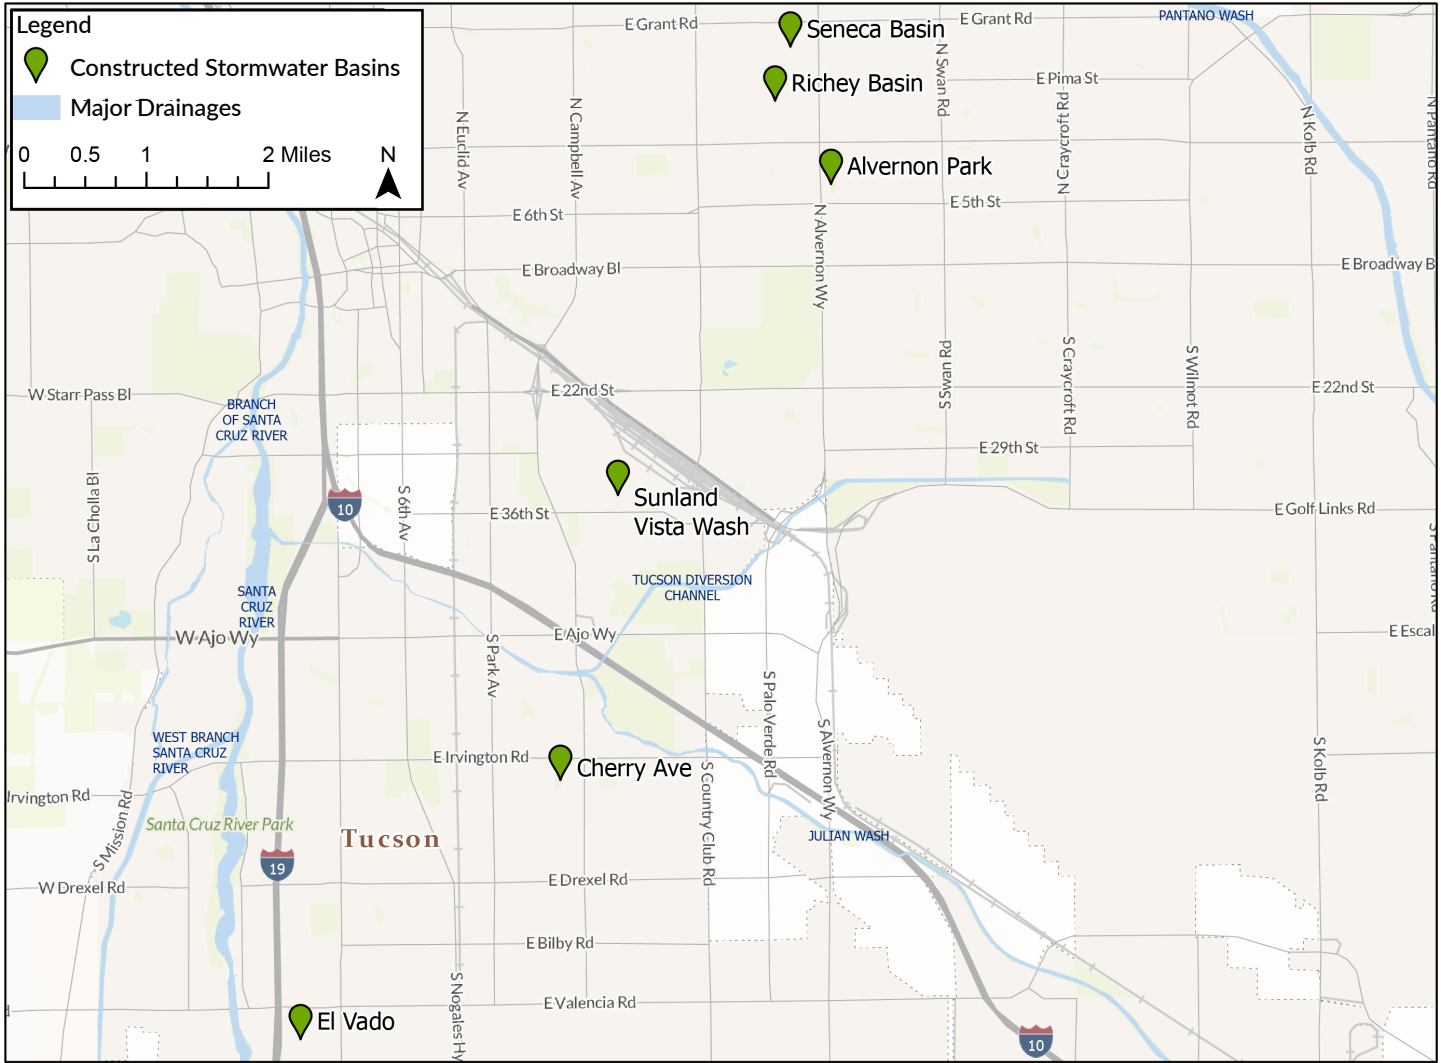 Legend
Constructed Stormwater Basins
Major Drainages
0 0.5 1 2 Miles
N
E Grant Rd
Seneca Basin
E Grant Rd
PANTANO WASH
Richey Basin
N Swan Rd
E Pima St
N Craycroft Rd
N Kolb Rd
N Pantano Rd
N Euclid Av
N Campbell Av
Alvernon Park
E 6th St
N Alvernon Wy
E 5th St
E Broadway Bl
E Broadway B
W Starr Pass Bl
BRANCH
OF SANTA
CRUZ RIVER
E 22nd St
S Swan Rd
S Craycroft Rd
S Wilmot Rd
E 22nd St
E 29th St
S La Cholla Bl
10
S 6th Av
E 36th St
Sunland
Vista Wash
E Golf Links Rd
SANTA
CRUZ
RIVER
TUCSON DIVERSION
CHANNEL
W Ajo Wy
E Ajo Wy
E Escal
S Park Av
S Palo Verde Rd
S Alvernon Wy
WEST BRANCH
SANTA CRUZ
RIVER
E Irvington Rd
Cherry Ave
S Country Club Rd
S Kolb Rd
Irvington Rd
S Mission Rd
Santa Cruz River Park
Tucson
JULIAN WASH
19
W Drexel Rd
E Drexel Rd
E Bilby Rd
S Nogales Hy
E Valencia Rd
El Vado
10